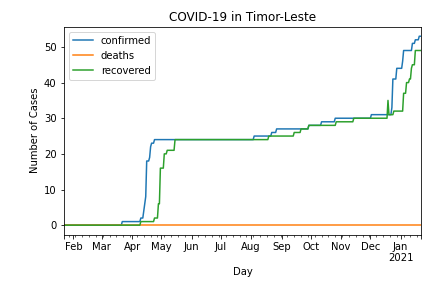 COVID-19 in Timor-Leste
confirmed
deaths
recovered
Number of Cases
50
40
30
20
10
0
Feb Mar Apr May Jun Jul Aug Sep Oct Nov Dec Jan
2021
Day